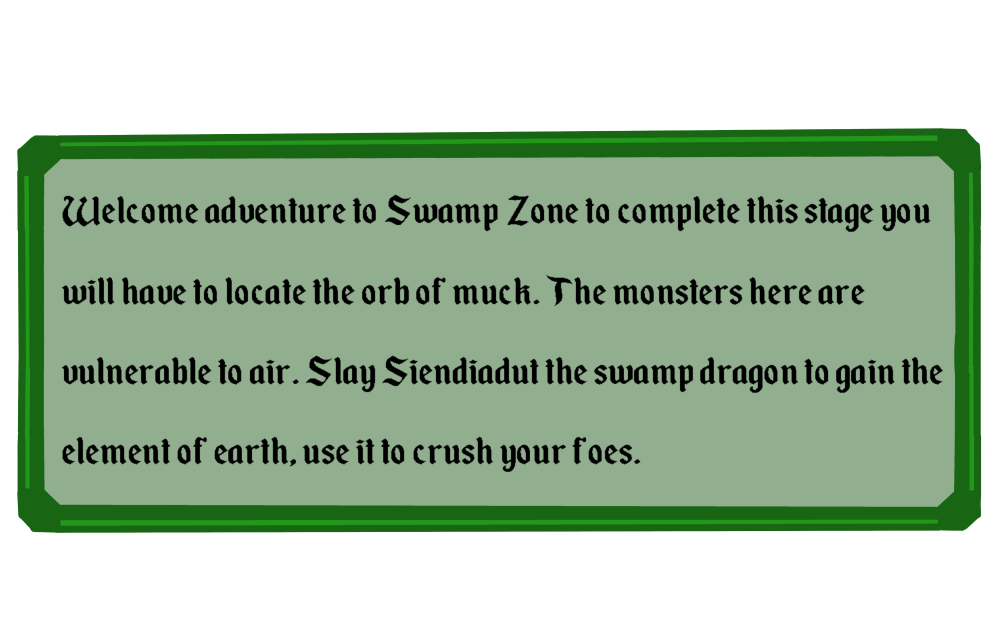 Welcome adventure to Swamp Zone to complete this stage you
will have to locate the orb of muck. The monsters here are
vulnerable to air. Slay Siendiadut the swamp dragon to gain the
element of earth, use it to crush your foes.